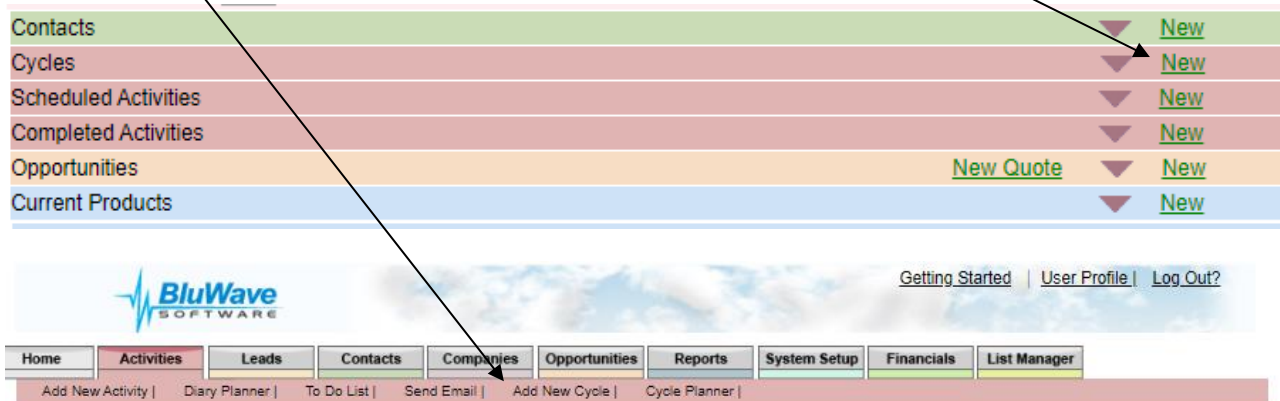 Contacts New
Cycles New
Scheduled Activities New
Completed Activities New
Opportunities New Quote New
Current Products New
BluWave
SOFTWARE
Getting Started | User Profile | Log Out?
Home Activities Leads Contacts Companies Opportunities Reports System Setup Financials List Manager
Add New Activity | Diary Planner | To Do List | Send Email | Add New Cycle | Cycle Planner |